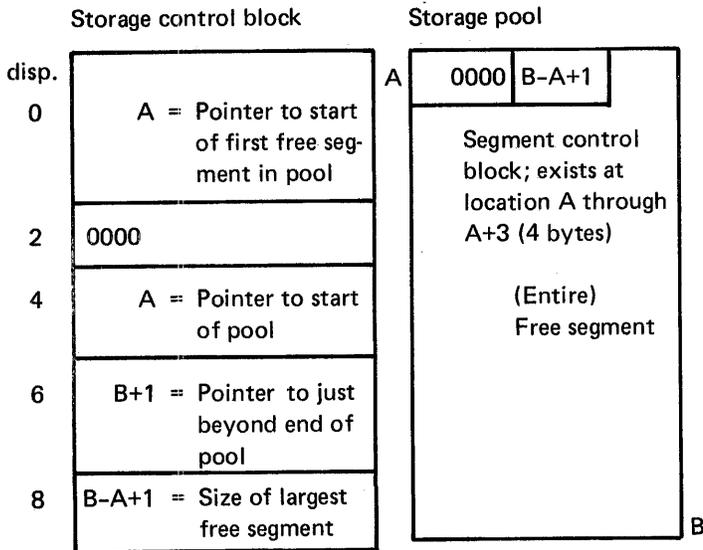 Storage control block
Storage pool
disp.
0
A = Pointer to start
of first free seg-
ment in pool
2
0000
4
A = Pointer to start
of pool
6
B+1 = Pointer to just
beyond end of
pool
8
B–A+1 = Size of largest
free segment
A
0000 B–A+1
Segment control
block; exists at
location A through
A+3 (4 bytes)
(Entire)
Free segment
B